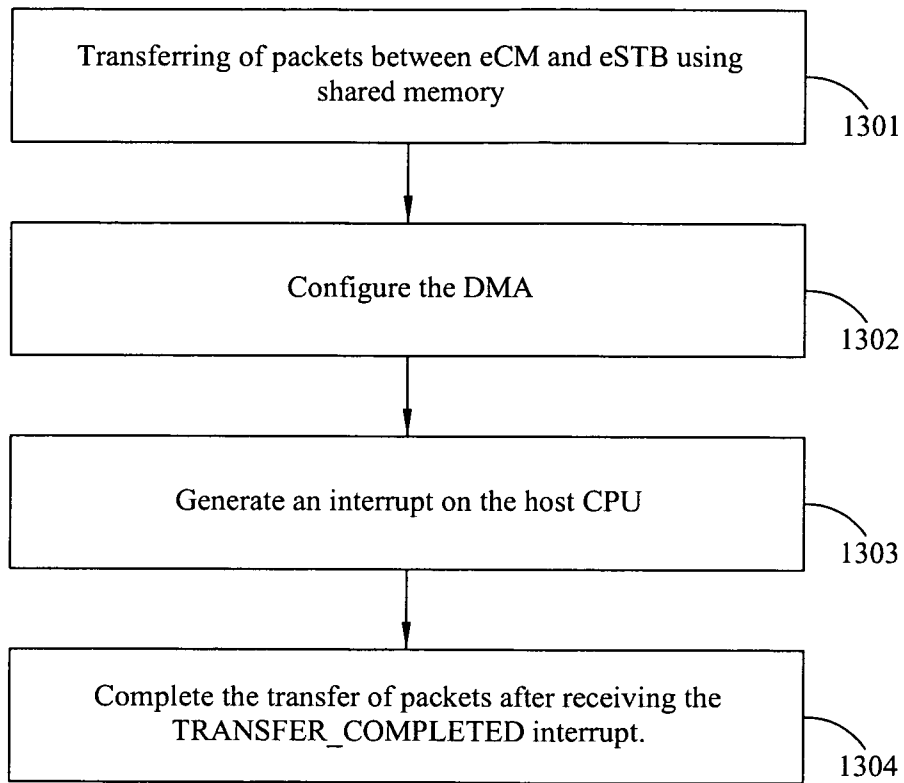 Transferring of packets between eCM and eSTB using
shared memory
1301
Configure the DMA
1302
Generate an interrupt on the host CPU
1303
Complete the transfer of packets after receiving the
TRANSFER_COMPLETED interrupt.
1304